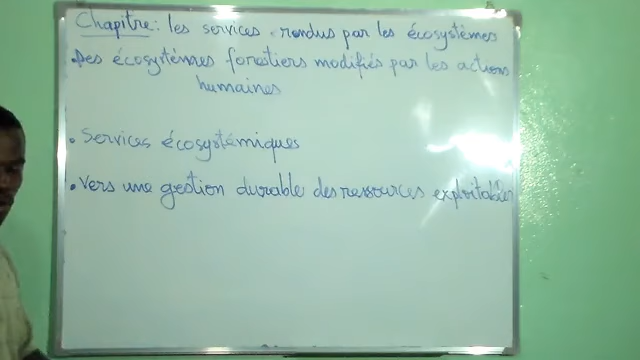 Chapitre: les services rendus par les écosystèmes
• Des écosystèmes forestiers modifiés par les actions
humaines
• Services écosystémiques
• Vers une gestion durable des ressources exploitables